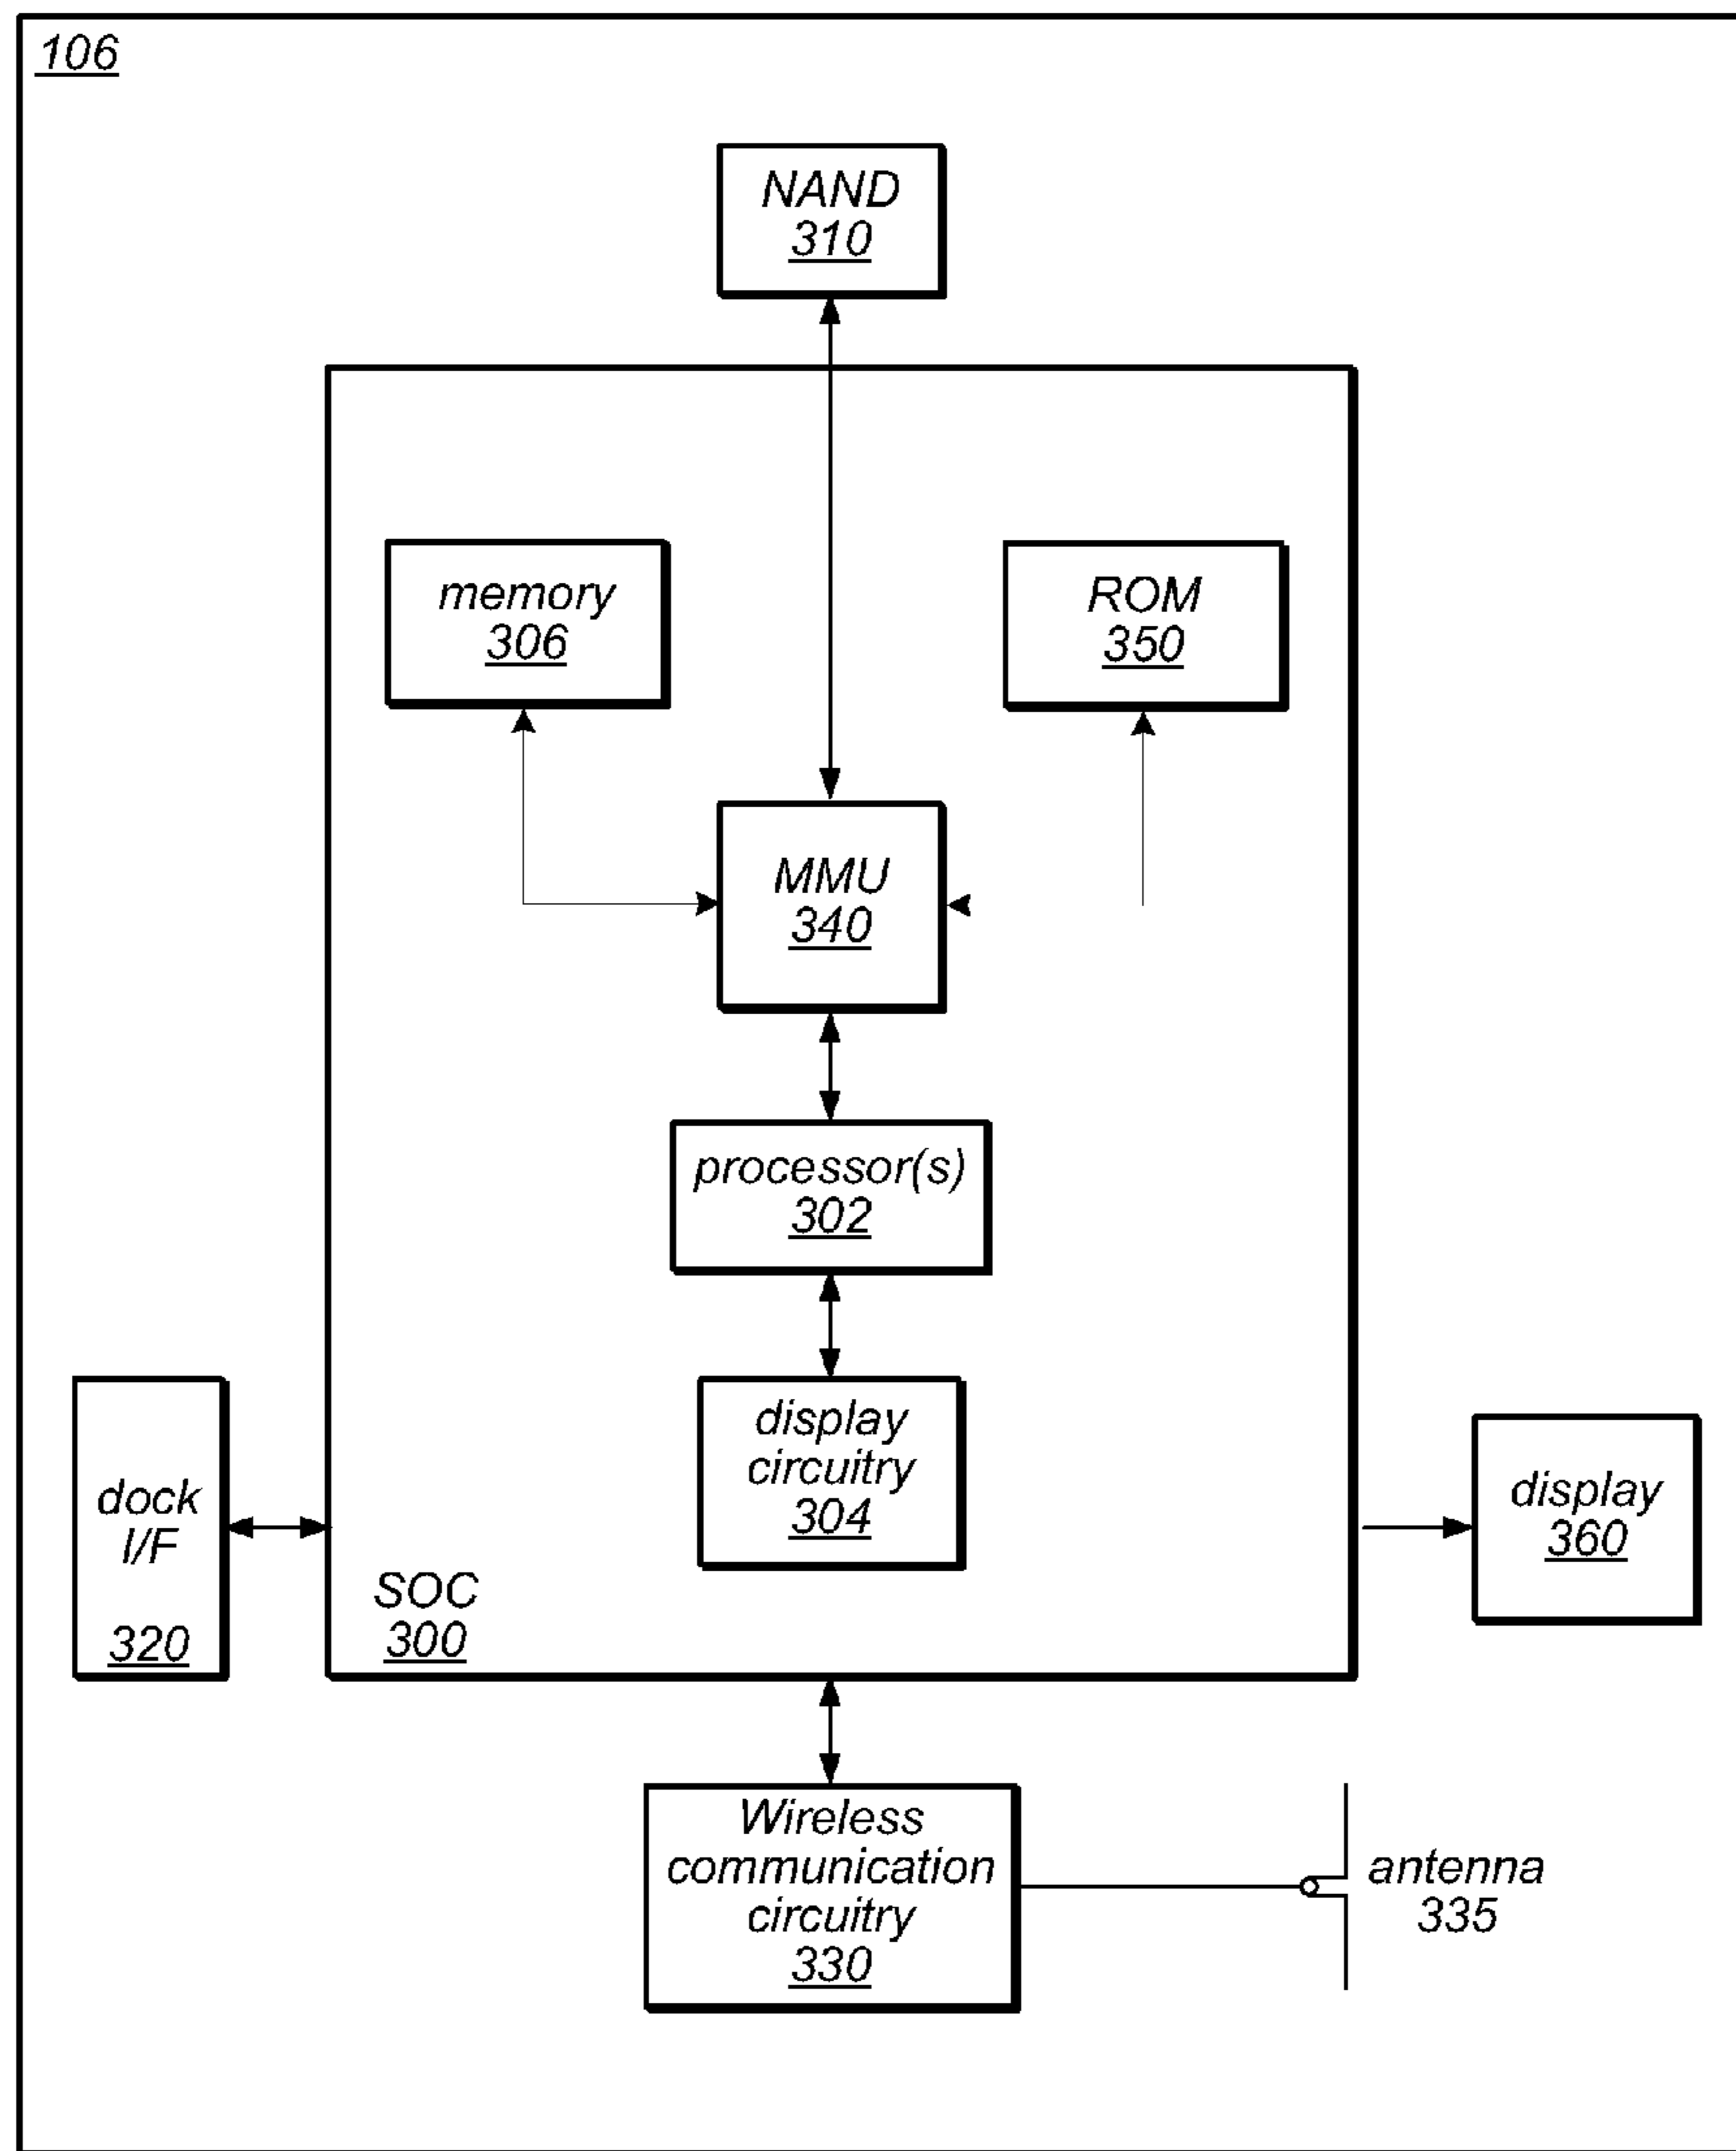 106
NAND
310
memory
306
ROM
350
MMU
340
processor(s)
302
display
circuitry
304
dock
I/F
320
SOC
300
display
360
Wireless
communication
circuitry
330
antenna
335